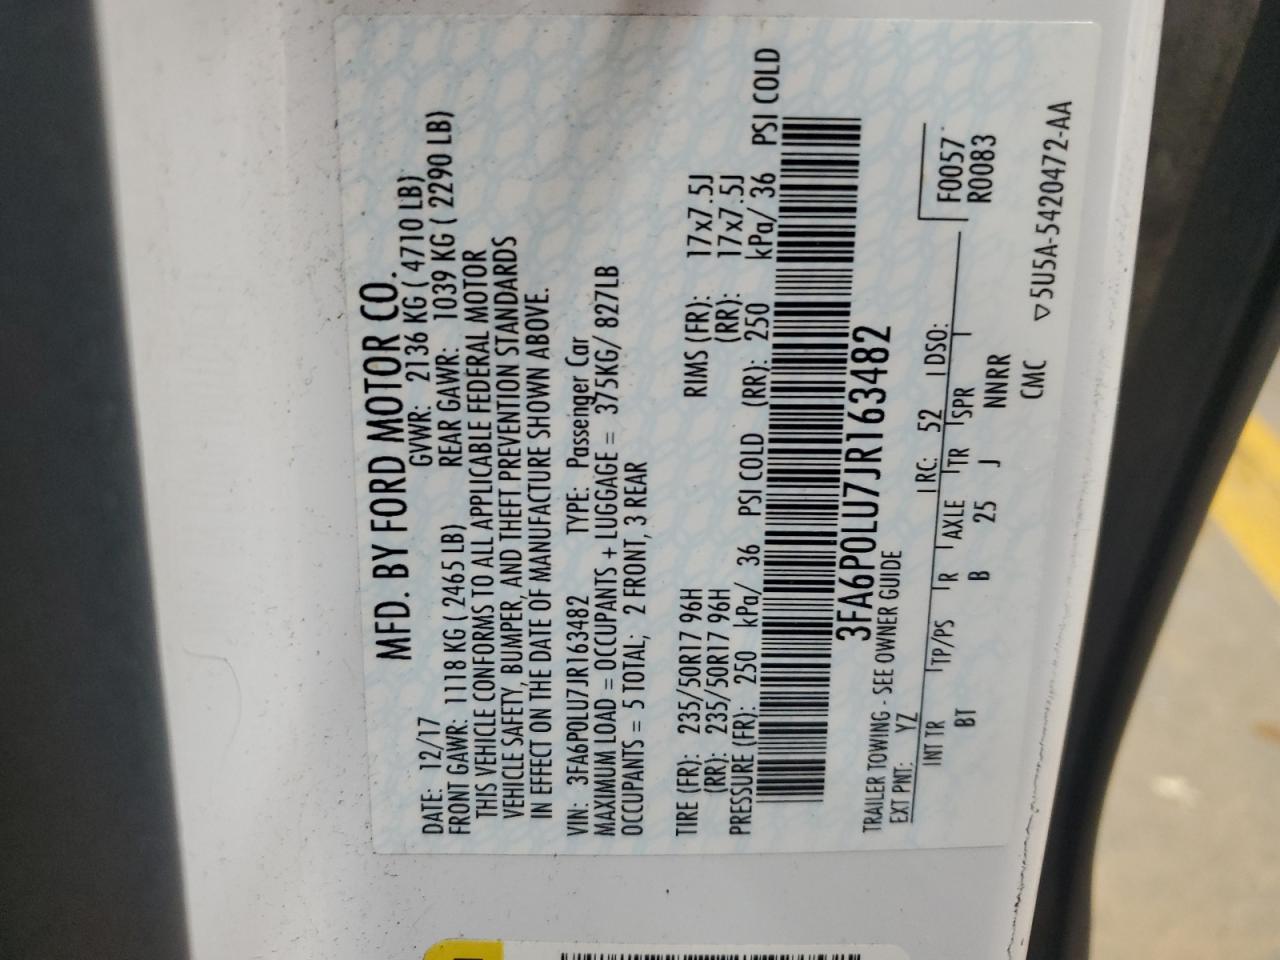 MFD. BY FORD MOTOR CO.
DATE: 12/17 GVWR: 2136 KG ( 4710 LB)
FRONT GAWR: 1118 KG ( 2465 LB) REAR GAWR: 1039 KG ( 2290 LB)
THIS VEHICLE CONFORMS TO ALL APPLICABLE FEDERAL MOTOR
VEHICLE SAFETY, BUMPER, AND THEFT PREVENTION STANDARDS
IN EFFECT ON THE DATE OF MANUFACTURE SHOWN ABOVE.
VIN: 3FA6P0LU7JR163482 TYPE: Passenger Car
MAXIMUM LOAD = OCCUPANTS + LUGGAGE = 375KG/ 827LB
OCCUPANTS = 5 TOTAL, 2 FRONT, 3 REAR
TIRE (FR): 235/50R17 96H RIMS (FR): 17x7.5J
(RR): 235/50R17 96H (RR): 17x7.5J
PRESSURE (FR): 250 kPa/ 36 PSI COLD (RR): 250 kPa/ 36 PSI COLD
3FA6P0LU7JR163482
TRAILER TOWING - SEE OWNER GUIDE
EXT PNT: YZ RC: 52 DSO: F0057
INT TR TP/PS R AXLE TR SPR R0083
BT B 25 J NNRR
CMC ▽5U5A-5420472-AA